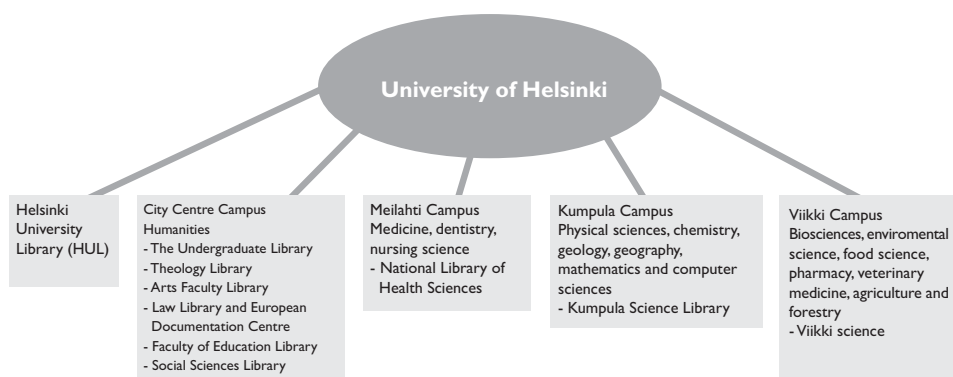 University of Helsinki
Helsinki
University
Library (HUL)
City Centre Campus
Humanities
- The Undergraduate Library
- Theology Library
- Arts Faculty Library
- Law Library and European
Documentation Centre
- Faculty of Education Library
- Social Sciences Library
Meilahti Campus
Medicine, dentistry,
nursing science
- National Library of
Health Sciences
Kumpula Campus
Physical sciences, chemistry,
geology, geography,
mathematics and computer
sciences
- Kumpula Science Library
Viikki Campus
Biosciences, enviromental
science, food science,
pharmacy, veterinary
medicine, agriculture and
forestry
- Viikki science